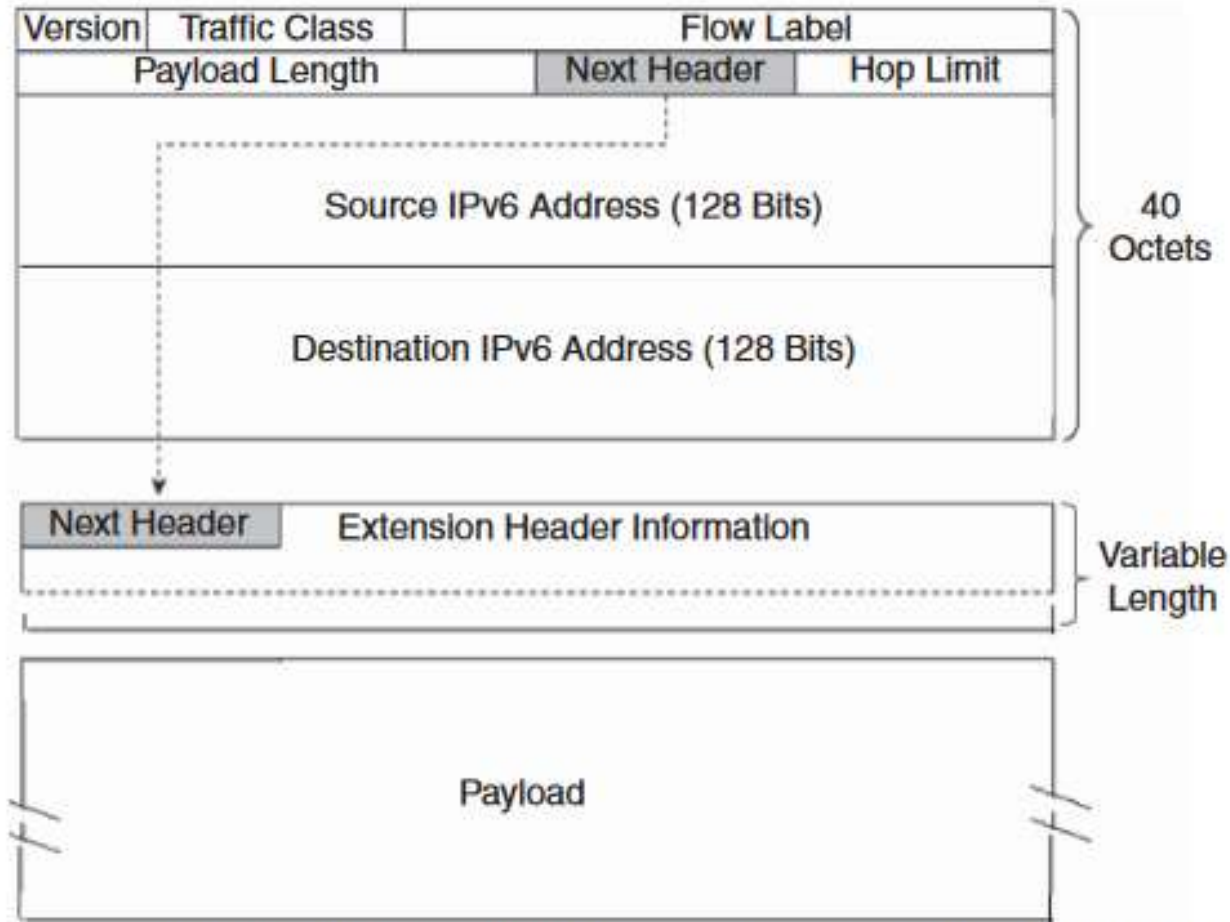 Version Traffic Class Flow Label
Payload Length Next Header Hop Limit
Source IPv6 Address (128 Bits)
40
Octets
Destination IPv6 Address (128 Bits)
Next Header Extension Header Information
Variable
Length
Payload